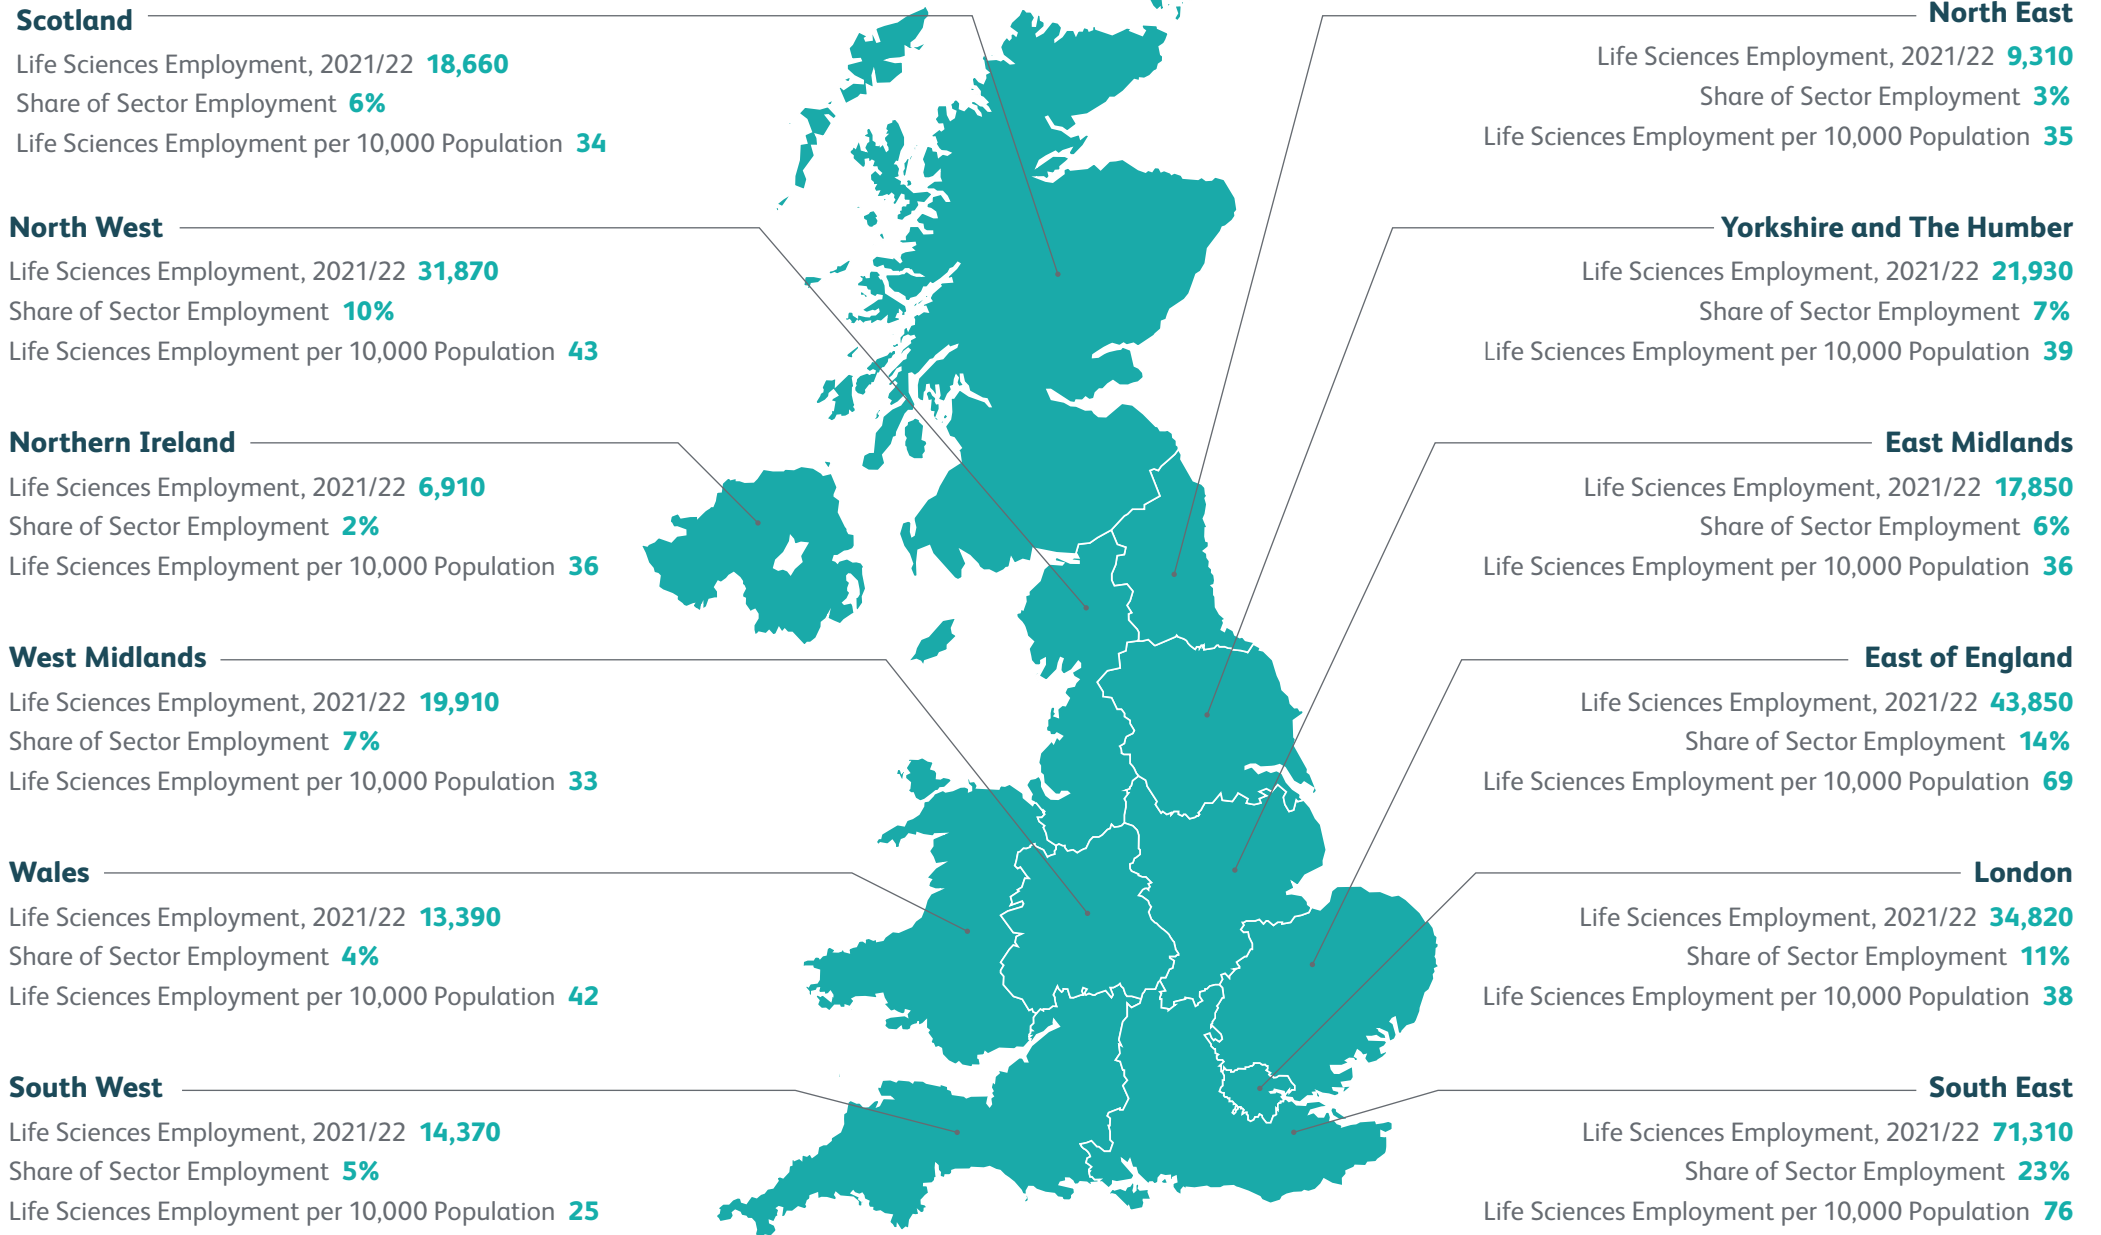 Scotland
Life Sciences Employment, 2021/22 18,660
Share of Sector Employment 6%
Life Sciences Employment per 10,000 Population 34
North West
Life Sciences Employment, 2021/22 31,870
Share of Sector Employment 10%
Life Sciences Employment per 10,000 Population 43
Northern Ireland
Life Sciences Employment, 2021/22 6,910
Share of Sector Employment 2%
Life Sciences Employment per 10,000 Population 36
West Midlands
Life Sciences Employment, 2021/22 19,910
Share of Sector Employment 7%
Life Sciences Employment per 10,000 Population 33
Wales
Life Sciences Employment, 2021/22 13,390
Share of Sector Employment 4%
Life Sciences Employment per 10,000 Population 42
South West
Life Sciences Employment, 2021/22 14,370
Share of Sector Employment 5%
Life Sciences Employment per 10,000 Population 25
North East
Life Sciences Employment, 2021/22 9,310
Share of Sector Employment 3%
Life Sciences Employment per 10,000 Population 35
Yorkshire and The Humber
Life Sciences Employment, 2021/22 21,930
Share of Sector Employment 7%
Life Sciences Employment per 10,000 Population 39
East Midlands
Life Sciences Employment, 2021/22 17,850
Share of Sector Employment 6%
Life Sciences Employment per 10,000 Population 36
East of England
Life Sciences Employment, 2021/22 43,850
Share of Sector Employment 14%
Life Sciences Employment per 10,000 Population 69
London
Life Sciences Employment, 2021/22 34,820
Share of Sector Employment 11%
Life Sciences Employment per 10,000 Population 38
South East
Life Sciences Employment, 2021/22 71,310
Share of Sector Employment 23%
Life Sciences Employment per 10,000 Population 76